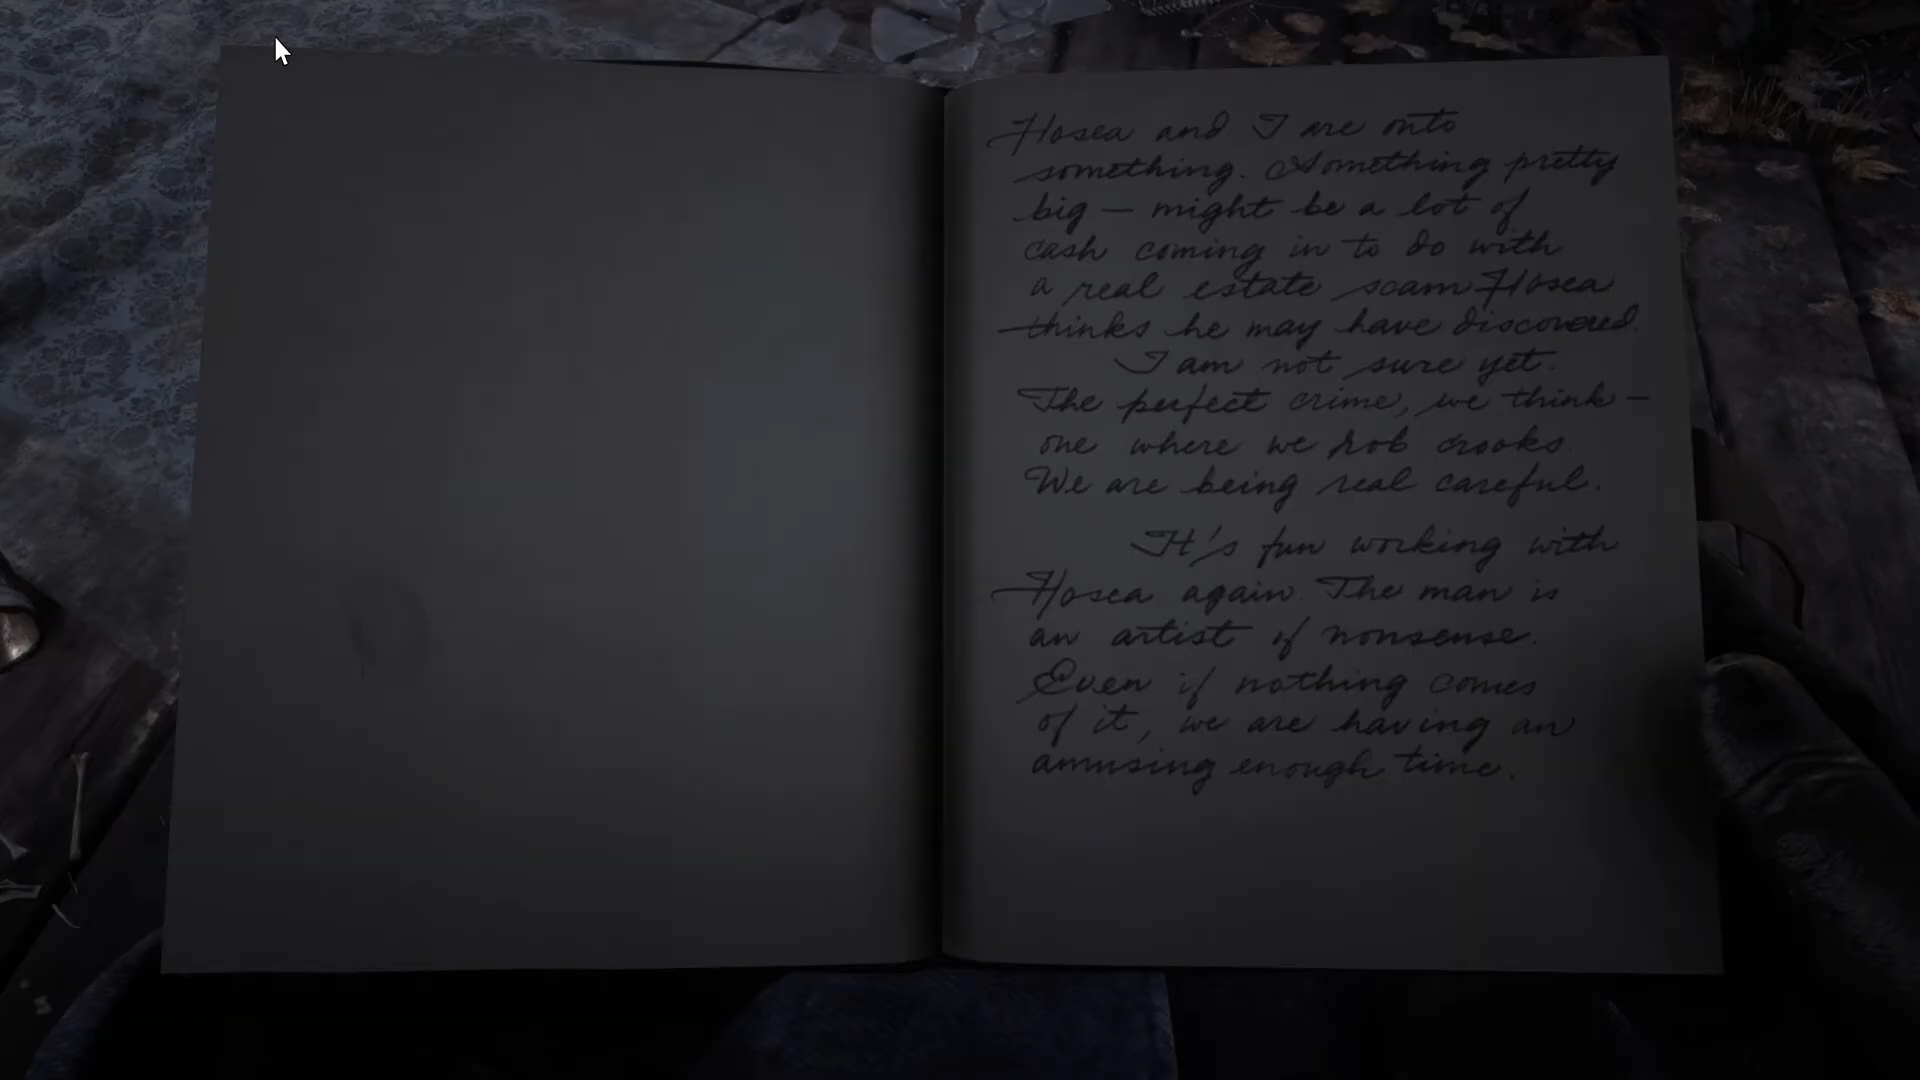 Hosea and I are onto
something. Something pretty
big — might be a lot of
cash coming in to do with
a real estate scam Hosea
thinks he may have discovered.
I am not sure yet.
The perfect crime, we think —
one where we rob crooks.
We are being real careful.
It's fun working with
Hosea again. The man is
an artist of nonsense.
Even if nothing comes
of it, we are having an
amusing enough time.